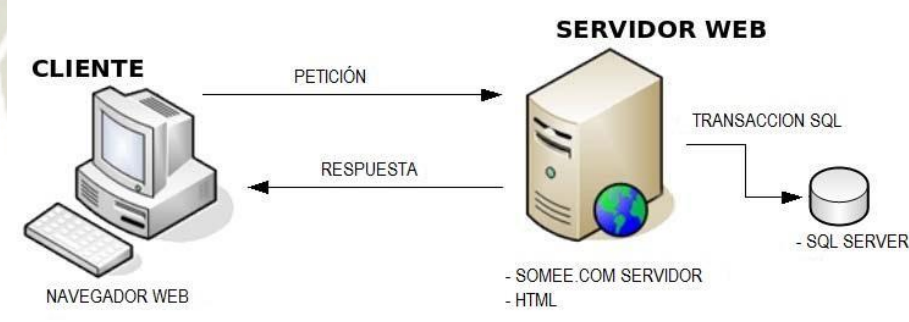 SERVIDOR WEB
CLIENTE
PETICIÓN
TRANSACCION SQL
RESPUESTA
- SQL SERVER
- SOMEE.COM SERVIDOR
- HTML
NAVEGADOR WEB